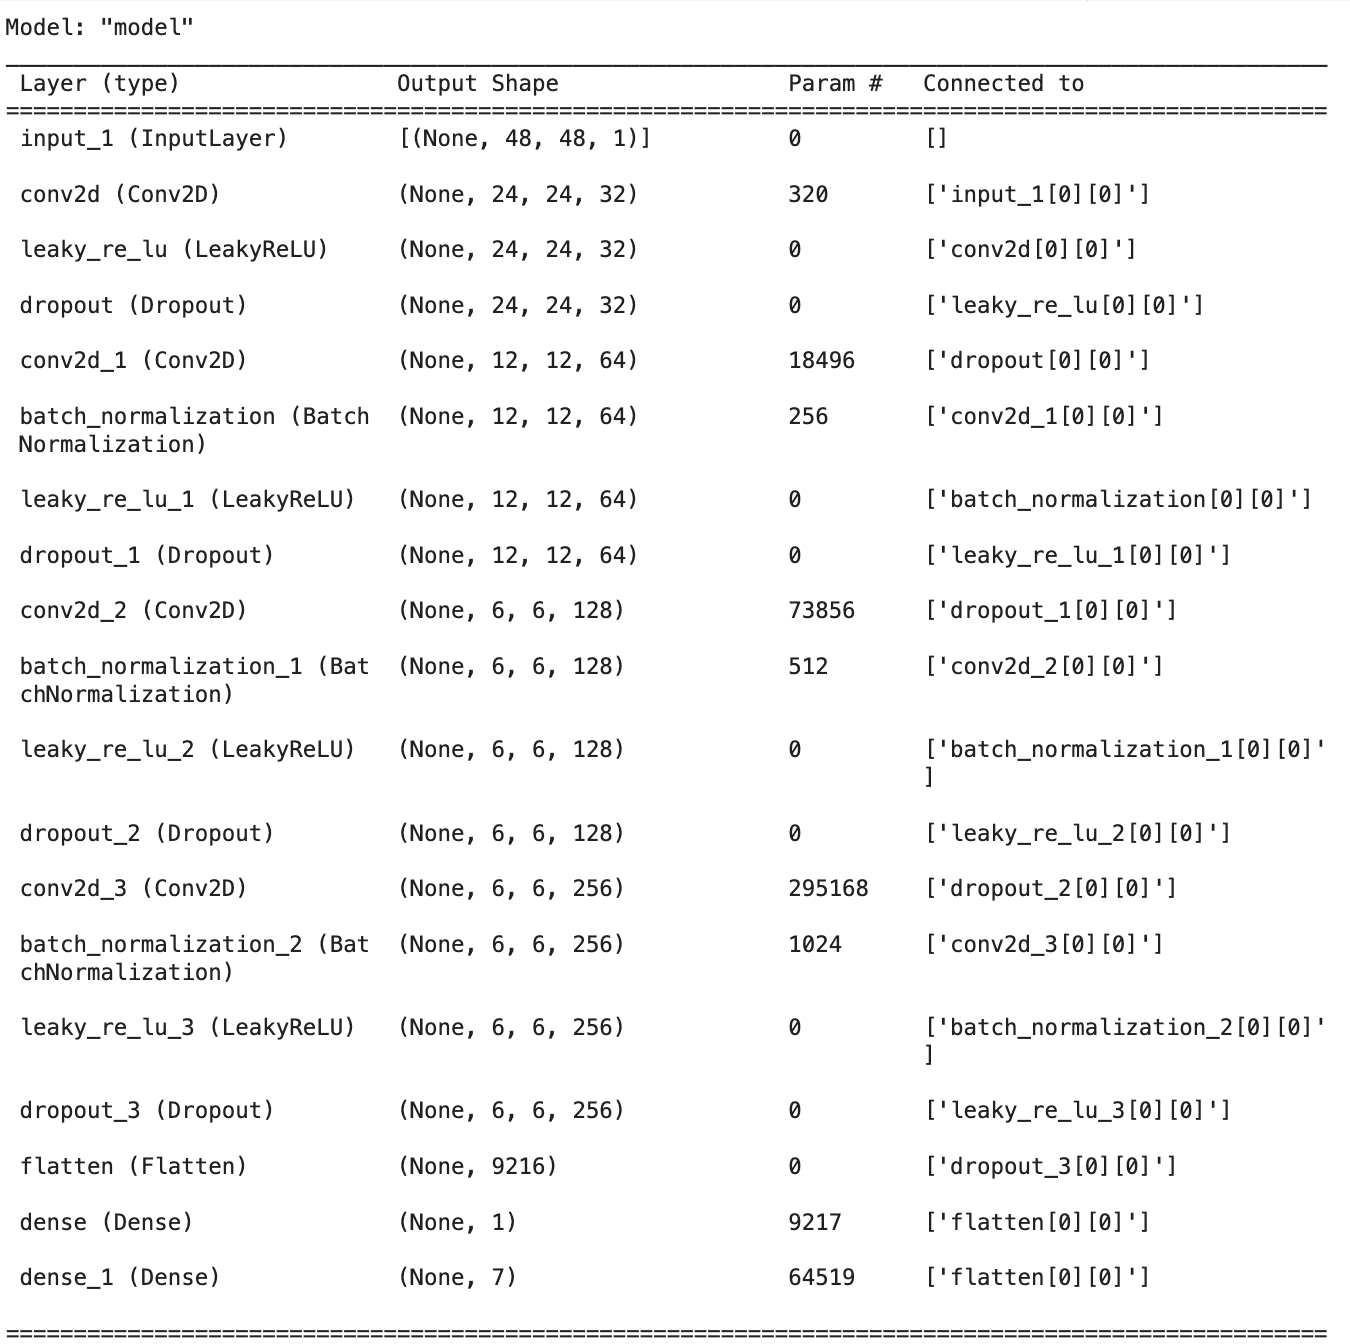 Model: "model"
Layer (type) Output Shape Param # Connected to
input_1 (InputLayer) [(None, 48, 48, 1)] 0 []
conv2d (Conv2D) (None, 24, 24, 32) 320 ['input_1[0][0]']
leaky_re_lu (LeakyReLU) (None, 24, 24, 32) 0 ['conv2d[0][0]']
dropout (Dropout) (None, 24, 24, 32) 0 ['leaky_re_lu[0][0]']
conv2d_1 (Conv2D) (None, 12, 12, 64) 18496 ['dropout[0][0]']
batch_normalization (Batch (None, 12, 12, 64) 256 ['conv2d_1[0][0]']
Normalization)
leaky_re_lu_1 (LeakyReLU) (None, 12, 12, 64) 0 ['batch_normalization[0][0]']
dropout_1 (Dropout) (None, 12, 12, 64) 0 ['leaky_re_lu_1[0][0]']
conv2d_2 (Conv2D) (None, 6, 6, 128) 73856 ['dropout_1[0][0]']
batch_normalization_1 (Bat (None, 6, 6, 128) 512 ['conv2d_2[0][0]']
chNormalization)
leaky_re_lu_2 (LeakyReLU) (None, 6, 6, 128) 0 ['batch_normalization_1[0][0]'
]
dropout_2 (Dropout) (None, 6, 6, 128) 0 ['leaky_re_lu_2[0][0]']
conv2d_3 (Conv2D) (None, 6, 6, 256) 295168 ['dropout_2[0][0]']
batch_normalization_2 (Bat (None, 6, 6, 256) 1024 ['conv2d_3[0][0]']
chNormalization)
leaky_re_lu_3 (LeakyReLU) (None, 6, 6, 256) 0 ['batch_normalization_2[0][0]'
]
dropout_3 (Dropout) (None, 6, 6, 256) 0 ['leaky_re_lu_3[0][0]']
flatten (Flatten) (None, 9216) 0 ['dropout_3[0][0]']
dense (Dense) (None, 1) 9217 ['flatten[0][0]']
dense_1 (Dense) (None, 7) 64519 ['flatten[0][0]']